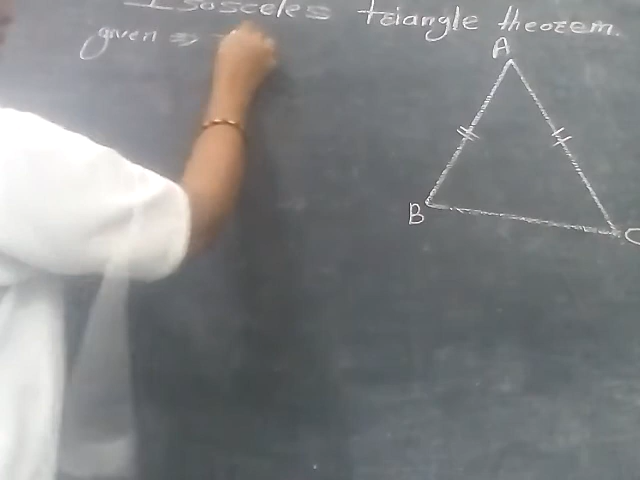 Isosceles triangle theorem.
given ⇒
A
B
C